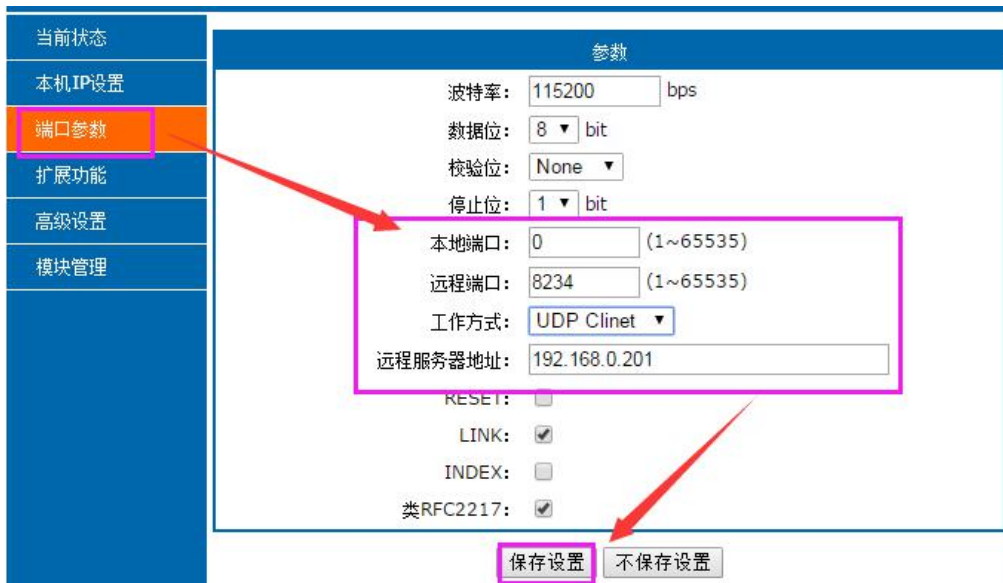 当前状态
本机IP设置
端口参数
扩展功能
高级设置
模块管理
参数
波特率： 115200 bps
数据位： 8 bit
校验位： None
停止位： 1 bit
本地端口： 0 (1~65535)
远程端口： 8234 (1~65535)
工作方式： UDP Clinet
远程服务器地址： 192.168.0.201
RESET：
LINK：
INDEX：
类RFC2217：
保存设置 不保存设置